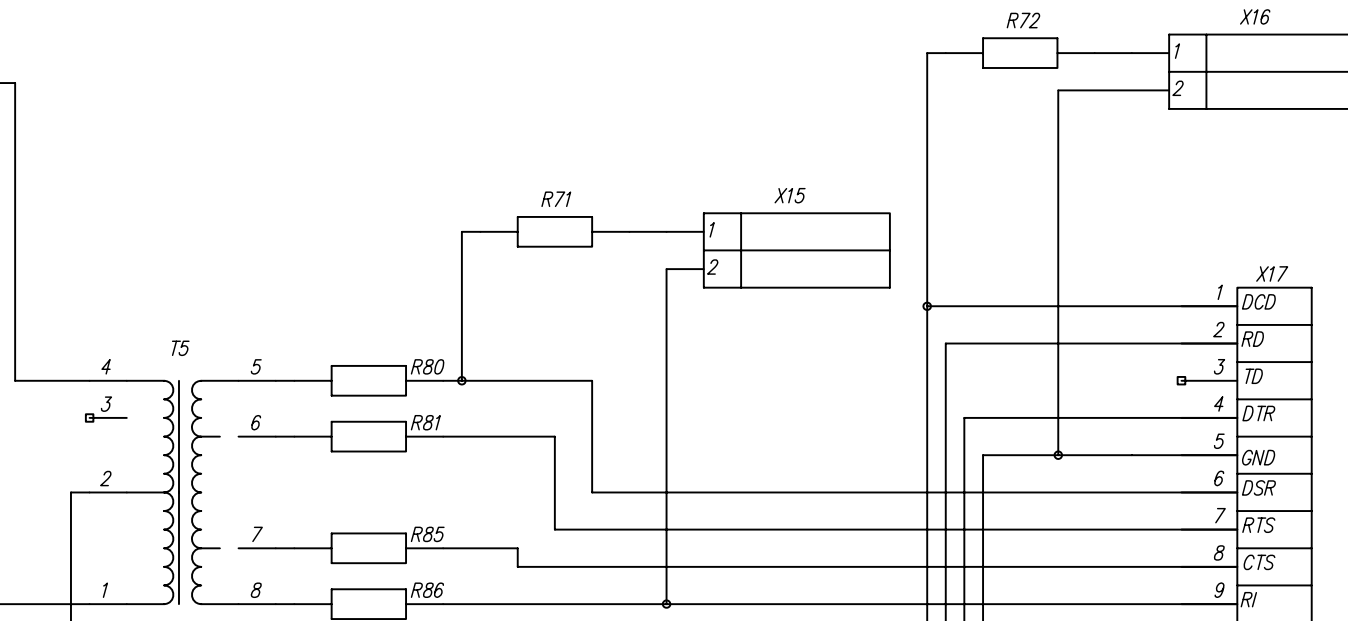 R72
X16
1
2
R71
X15
1
2
X17
1 DCD
2 RD
3 TD
4 DTR
5 GND
6 DSR
7 RTS
8 CTS
9 RI
T5
4
3
2
1
5 R80
6 R81
7 R85
8 R86